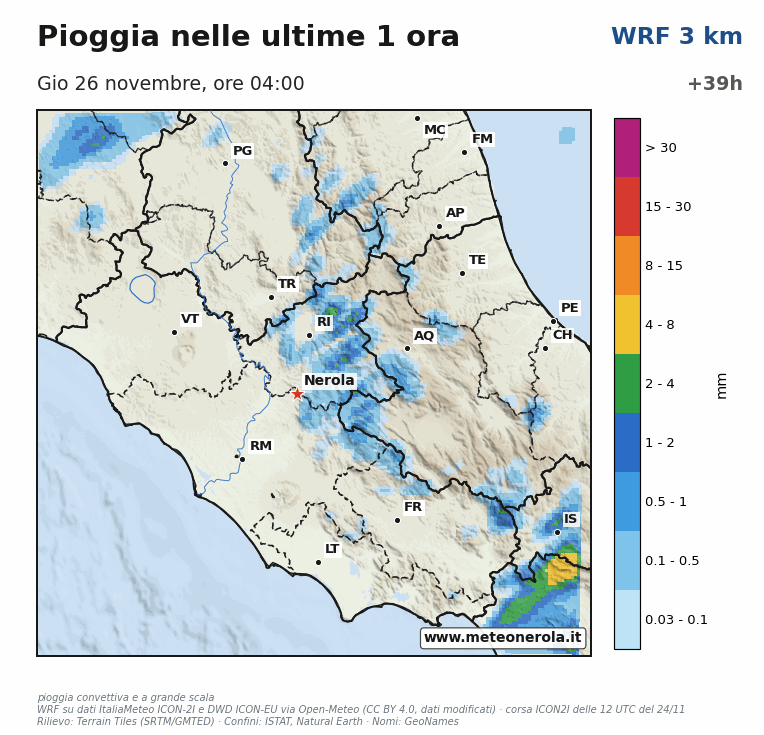 Pioggia nelle ultime 1 ora
WRF 3 km
Gio 26 novembre, ore 04:00
+39h
MC
FM
PG
AP
TE
TR
PE
VT
RI
CH
AQ
Nerola
RM
FR
IS
LT
www.meteonerola.it
> 30
15 - 30
8 - 15
4 - 8
2 - 4
1 - 2
0.5 - 1
0.1 - 0.5
0.03 - 0.1
mm
pioggia convettiva e a grande scala
WRF su dati ItaliaMeteo ICON-2I e DWD ICON-EU via Open-Meteo (CC BY 4.0, dati modificati) · corsa ICON2I delle 12 UTC del 24/11
Rilievo: Terrain Tiles (SRTM/GMTED) · Confini: ISTAT, Natural Earth · Nomi: GeoNames